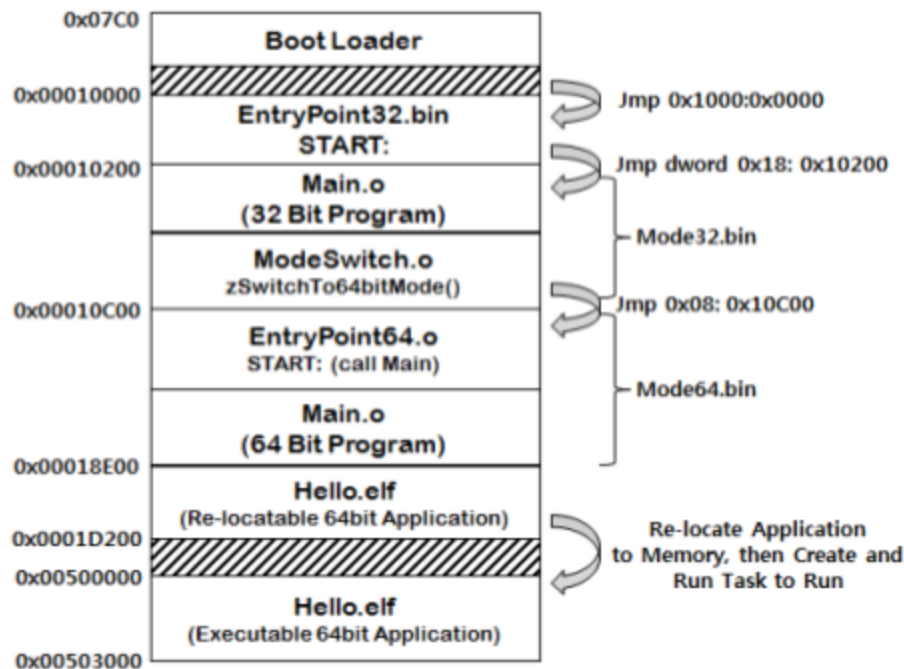 0x07C0
Boot Loader
0x00010000
Jmp 0x1000:0x0000
EntryPoint32.bin
START:
0x00010200
Jmp dword 0x18: 0x10200
Main.o
(32 Bit Program)
Mode32.bin
ModeSwitch.o
zSwitchTo64bitMode()
0x00010C00
Jmp 0x08: 0x10C00
EntryPoint64.o
START: (call Main)
Mode64.bin
Main.o
(64 Bit Program)
0x00018E00
Hello.elf
(Re-locatable 64bit Application)
0x0001D200
Re-locate Application
to Memory, then Create and
Run Task to Run
0x00500000
Hello.elf
(Executable 64bit Application)
0x00503000